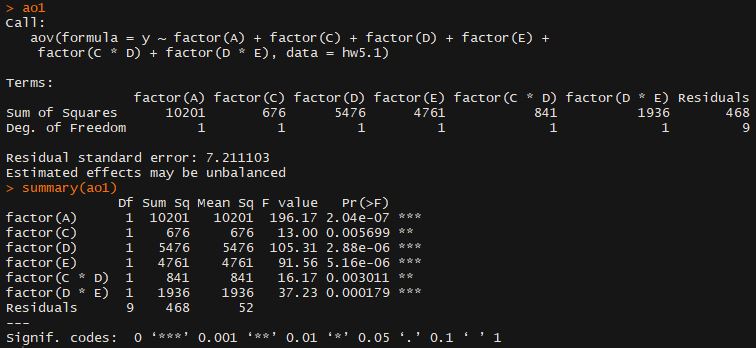 > ao1
Call:
   aov(formula = y ~ factor(A) + factor(C) + factor(D) + factor(E) +
    factor(C * D) + factor(D * E), data = hw5.1)

Terms:
                factor(A) factor(C) factor(D) factor(E) factor(C * D) factor(D * E) Residuals
Sum of Squares      10201       676      5476      4761           841          1936       468
Deg. of Freedom         1         1         1         1             1             1         9

Residual standard error: 7.211103
Estimated effects may be unbalanced
> summary(ao1)
              Df Sum Sq Mean Sq F value   Pr(>F)
factor(A)      1  10201   10201  196.17 2.04e-07 ***
factor(C)      1    676     676   13.00 0.005699 **
factor(D)      1   5476    5476  105.31 2.88e-06 ***
factor(E)      1   4761    4761   91.56 5.16e-06 ***
factor(C * D)  1    841     841   16.17 0.003011 **
factor(D * E)  1   1936    1936   37.23 0.000179 ***
Residuals      9    468      52
---
Signif. codes:  0 ‘***’ 0.001 ‘**’ 0.01 ‘*’ 0.05 ‘.’ 0.1 ‘ ’ 1